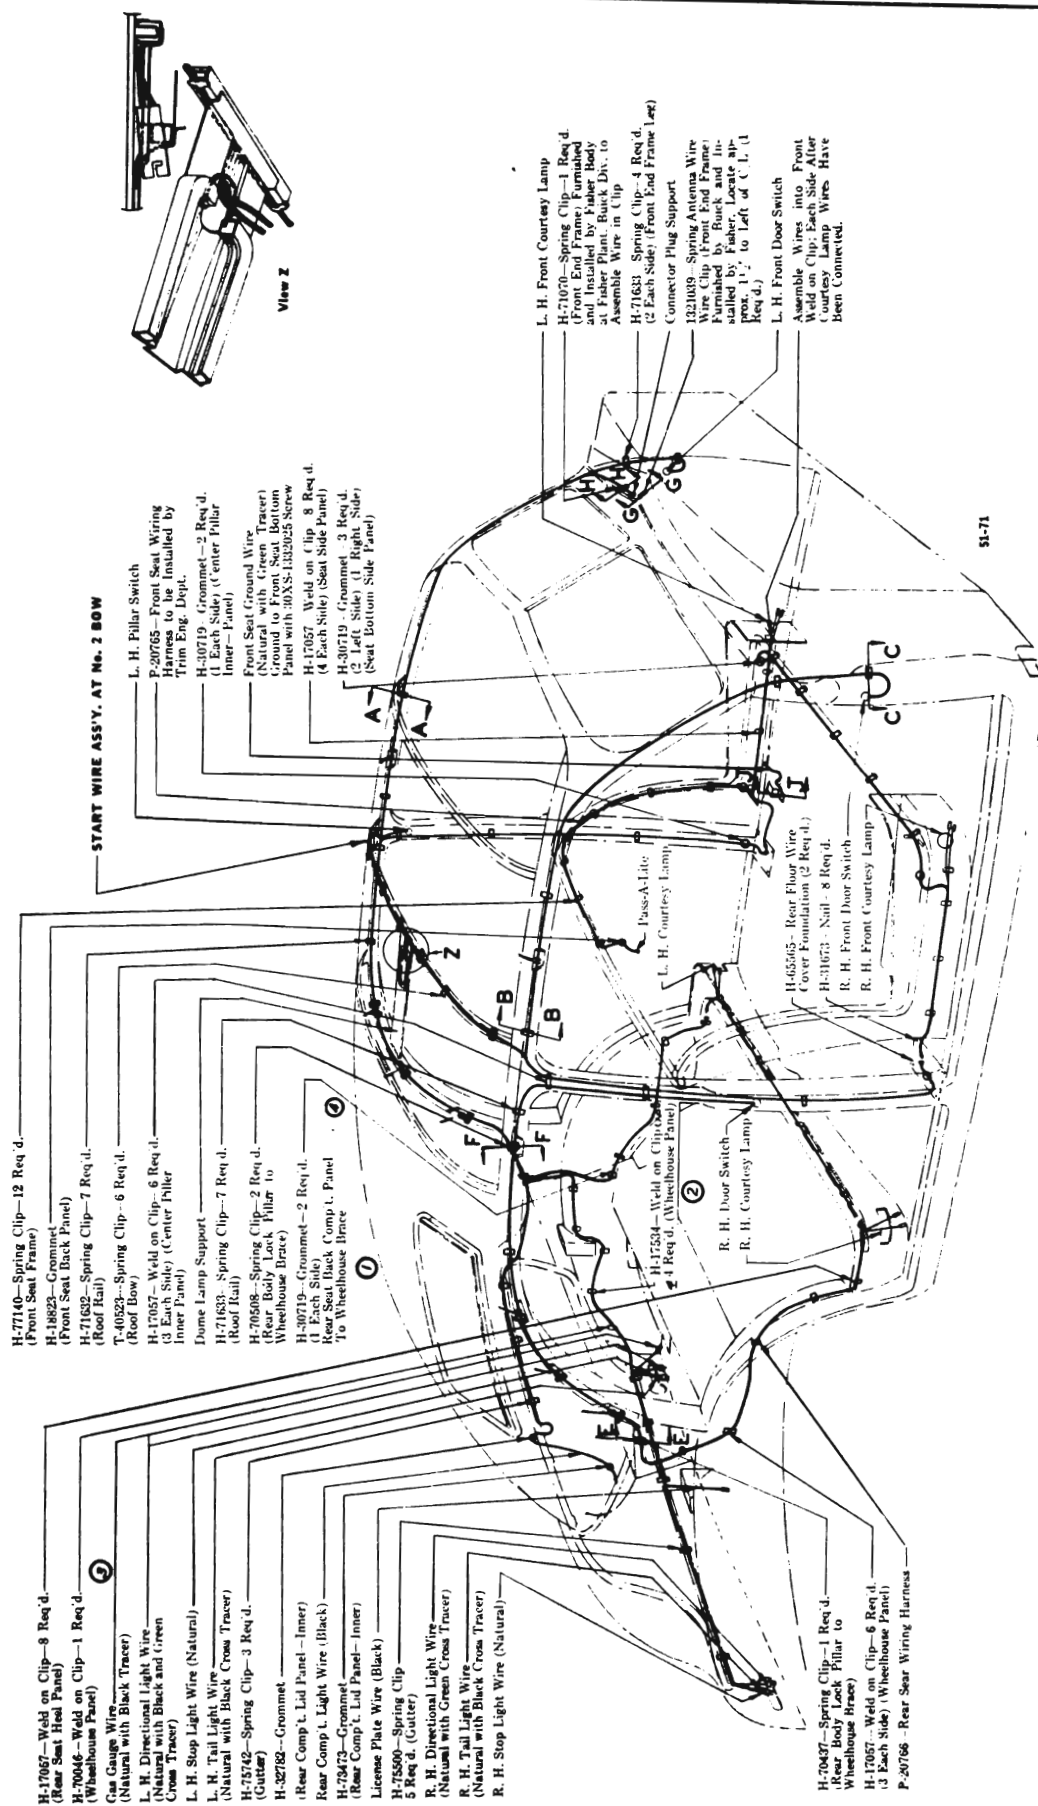 H-77140—Spring Clip—12 Req'd.
(Front Seat Frame)
H-18823—Grommet
(Front Seat Back Panel)
H-71632—Spring Clip—7 Req'd.
(Roof Rail)
T-40523—Spring Clip—6 Req'd.
(Roof Bow)
H-17057—Weld on Clip—6 Req'd.
(3 Each Side) (Center Piller
Inner Panel)
Dome Lamp Support
H-71633—Spring Clip—7 Req'd.
(Roof Rail)
H-70508—Spring Clip—2 Req'd.
(Rear Body Lock Pillar to
Wheelhouse Brace)
H-30719—Grommet—2 Req'd.
(1 Each Side)
Rear Seat Back Comp't. Panel
To Wheelhouse Brace
START WIRE ASS'Y. AT No. 2 BOW
L. H. Pillar Switch
P-20765—Front Seat Wiring
Harness to be Installed by
Trim Eng. Dept.
H-30719—Grommet—2 Req'd.
(1 Each Side) (Center Pillar
Inner—Panel)
Front Seat Ground Wire
(Natural with Green Tracer)
Ground to Front Seat Bottom
Panel with 30XS-1332025 Screw
H-17057 Weld on Clip 8 Req'd.
(4 Each Side) (Seat Side Panel)
H-30719—Grommet—3 Req'd.
(2 Left Side) (1 Right Side)
(Seat Bottom Side Panel)
View Z
L. H. Front Courtesy Lamp
H-71070—Spring Clip—1 Req'd.
(Front End Frame) Furnished
and Installed by Fisher Body
at Fisher Plant. Buick Div. to
Assemble Wire in Clip
H-71633 Spring Clip—4 Req'd.
(2 Each Side) (Front End Frame Leg)
Connector Plug Support
1321039—Spring Antenna Wire
Wire Clip (Front End Frame)
Furnished by Buick and In-
stalled by Fisher. Locate ap-
prox. 1½" to Left of C. L. (1
Req'd.)
L. H. Front Door Switch
Assemble Wires into Front
Weld on Clip; Each Side After
Courtesy Lamp Wires Have
Been Connected.
H-17057—Weld on Clip—8 Req'd.
(Rear Seat Heel Panel)
H-70046—Weld on Clip—1 Req'd.
(Wheelhouse Panel)
Gas Gauge Wire
(Natural with Black Tracer)
L. H. Directional Light Wire
(Natural with Black and Green
Cross Tracer)
L. H. Stop Light Wire (Natural)
L. H. Tail Light Wire
(Natural with Black Cross Tracer)
H-75742—Spring Clip—3 Req'd.
(Gutter)
H-32782—Grommet
(Rear Comp't. Lid Panel—Inner)
Rear Comp't. Light Wire (Black)
H-73473—Grommet
(Rear Comp't. Lid Panel—Inner)
License Plate Wire (Black)
H-75500—Spring Clip
5 Req'd. (Gutter)
R. H. Directional Light Wire
(Natural with Green Cross Tracer)
R. H. Tail Light Wire
(Natural with Black Cross Tracer)
R. H. Stop Light Wire (Natural)
1
2
3
4
A
A
B
B
C
C
E
E
F
F
G
G
H
H
J
J
Z
Pass-A-Lite
L. H. Courtesy Lamp
H-65565—Rear Floor Wire
Cover Foundation (2 Req'd.)
H-31673—Nail—8 Req'd.
R. H. Front Door Switch
R. H. Front Courtesy Lamp
H-17534—Weld on Clip
4 Req'd. (Wheelhouse Panel)
R. H. Door Switch
R. H. Courtesy Lamp
H-70437—Spring Clip—1 Req'd.
(Rear Body Lock Pillar to
Wheelhouse Brace)
H-17057—Weld on Clip—6 Req'd.
(3 Each Side) (Wheelhouse Panel)
P-20766—Rear Sear Wiring Harness
51-71